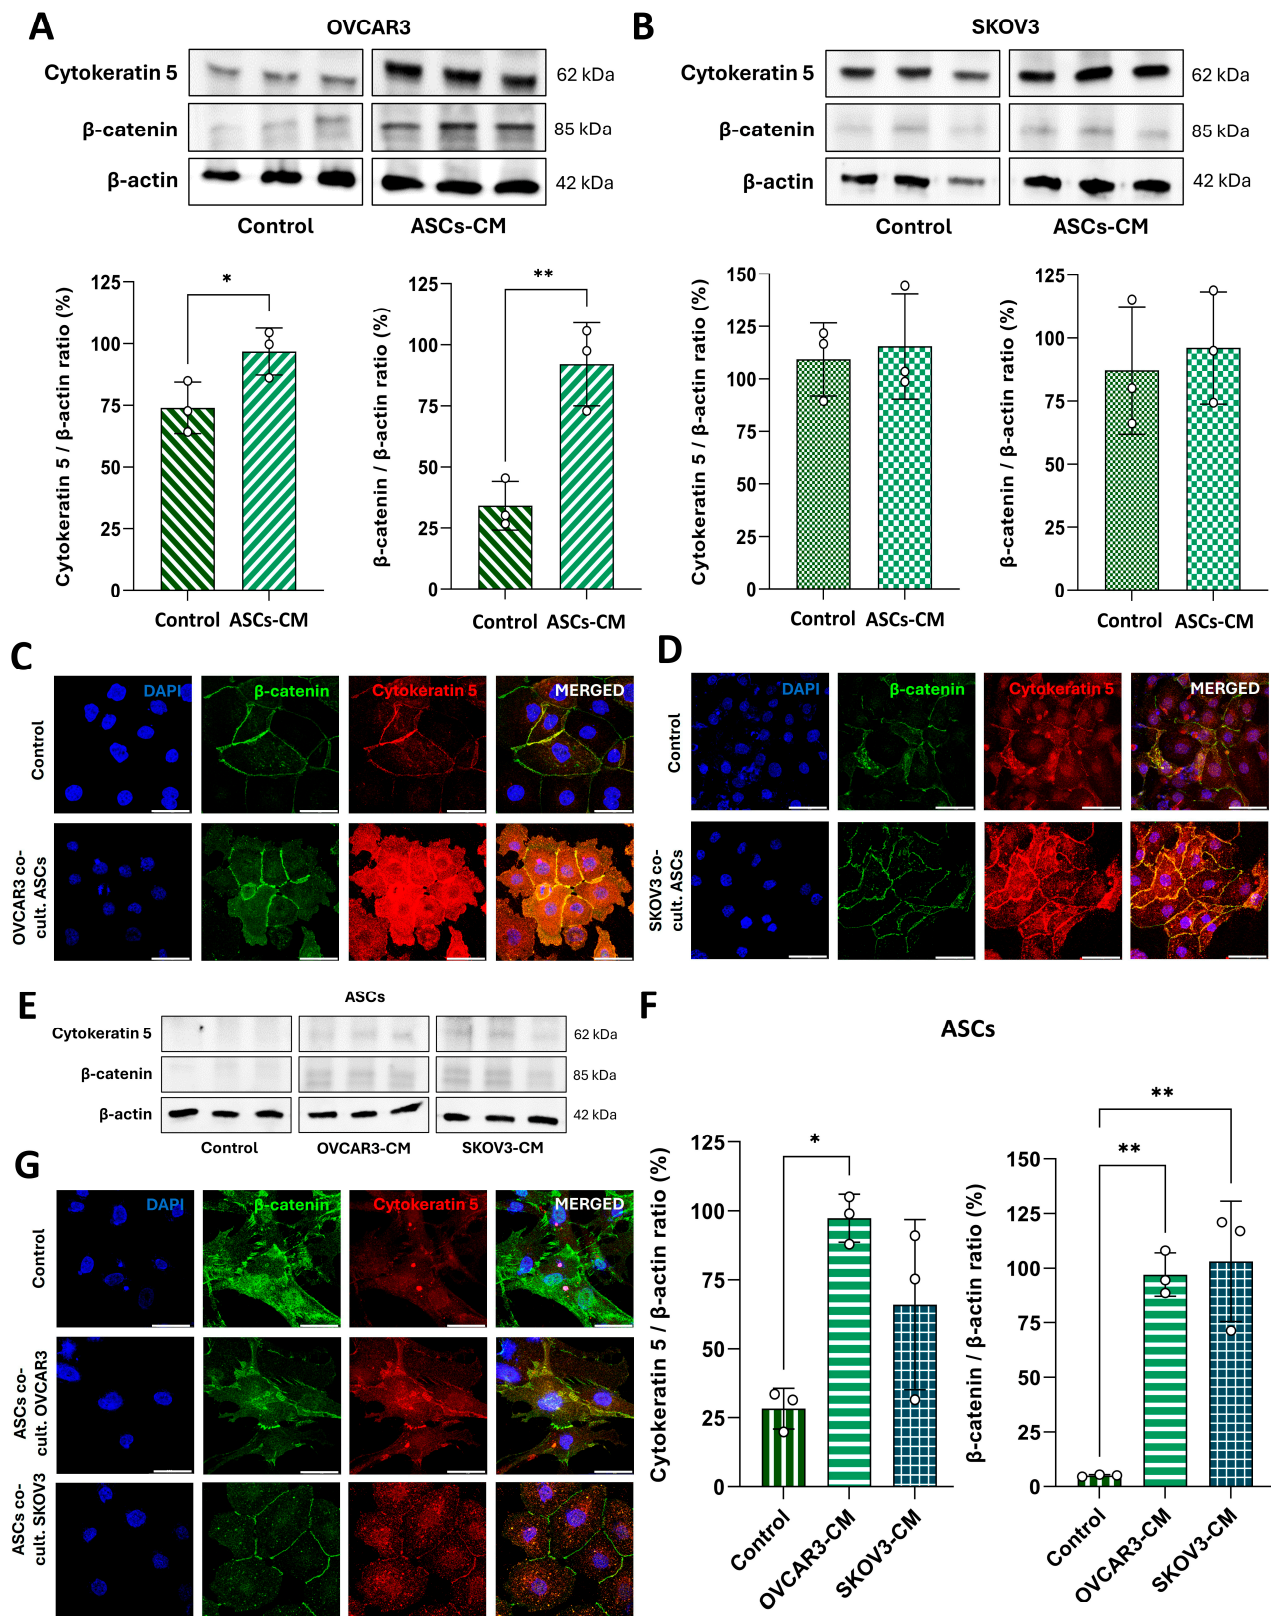 A
OVCAR3
Cytokeratin 5
62 kDa
β-catenin
85 kDa
β-actin
42 kDa
Control
ASCs-CM
Cytokeratin 5 / β-actin ratio (%)
125
100
75
50
25
0
*
Control
ASCs-CM
β-catenin / β-actin ratio (%)
125
100
75
50
25
0
**
Control
ASCs-CM
B
SKOV3
Cytokeratin 5
62 kDa
β-catenin
85 kDa
β-actin
42 kDa
Control
ASCs-CM
Cytokeratin 5 / β-actin ratio (%)
150
125
100
75
50
25
0
Control
ASCs-CM
β-catenin / β-actin ratio (%)
125
100
75
50
25
0
Control
ASCs-CM
C
DAPI
β-catenin
Cytokeratin 5
MERGED
Control
OVCAR3 co-
cult. ASCs
D
DAPI
β-catenin
Cytokeratin 5
MERGED
Control
SKOV3 co-
cult. ASCs
E
ASCs
Cytokeratin 5
62 kDa
β-catenin
85 kDa
β-actin
42 kDa
Control
OVCAR3-CM
SKOV3-CM
F
ASCs
Cytokeratin 5 / β-actin ratio (%)
125
100
75
50
25
0
*
Control
OVCAR3-CM
SKOV3-CM
β-catenin / β-actin ratio (%)
150
125
100
75
50
25
0
**
**
Control
OVCAR3-CM
SKOV3-CM
G
DAPI
β-catenin
Cytokeratin 5
MERGED
Control
ASCs co-
cult. OVCAR3
ASCs co-
cult. SKOV3